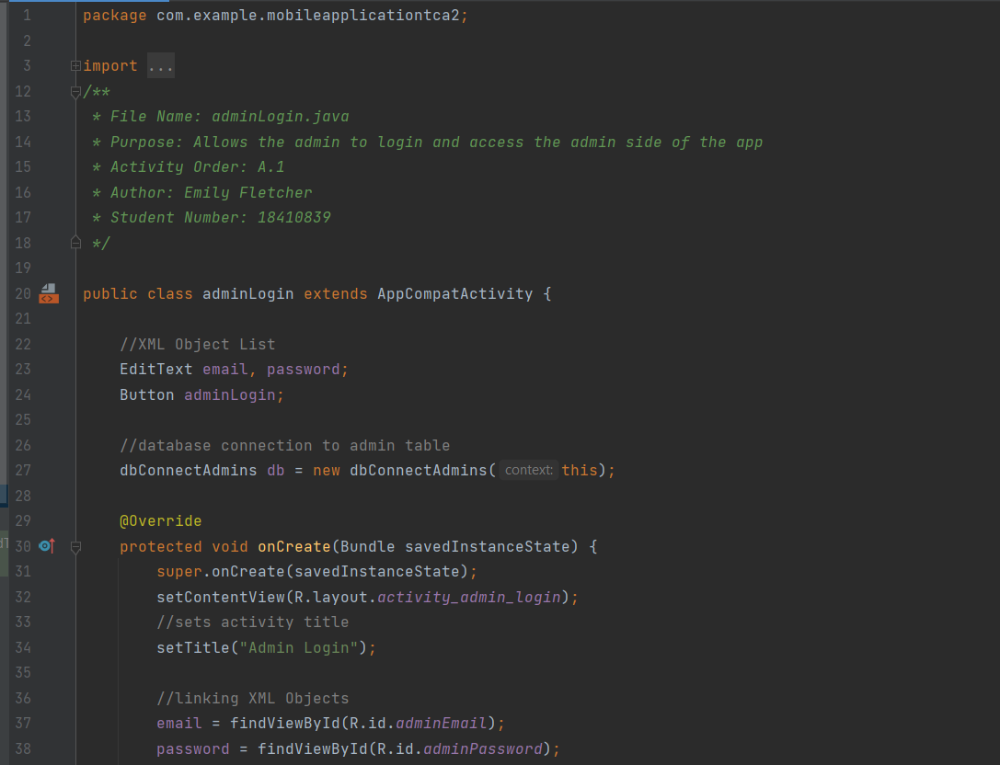 1 package com.example.mobileapplicationtca2;
2
3 import ...
12 /**
13 * File Name: adminLogin.java
14 * Purpose: Allows the admin to login and access the admin side of the app
15 * Activity Order: A.1
16 * Author: Emily Fletcher
17 * Student Number: 18410839
18 */
19
20 public class adminLogin extends AppCompatActivity {
21
22 //XML Object List
23 EditText email, password;
24 Button adminLogin;
25
26 //database connection to admin table
27 dbConnectAdmins db = new dbConnectAdmins( context: this);
28
29 @Override
30 protected void onCreate(Bundle savedInstanceState) {
31 super.onCreate(savedInstanceState);
32 setContentView(R.layout.activity_admin_login);
33 //sets activity title
34 setTitle("Admin Login");
35
36 //linking XML Objects
37 email = findViewById(R.id.adminEmail);
38 password = findViewById(R.id.adminPassword);